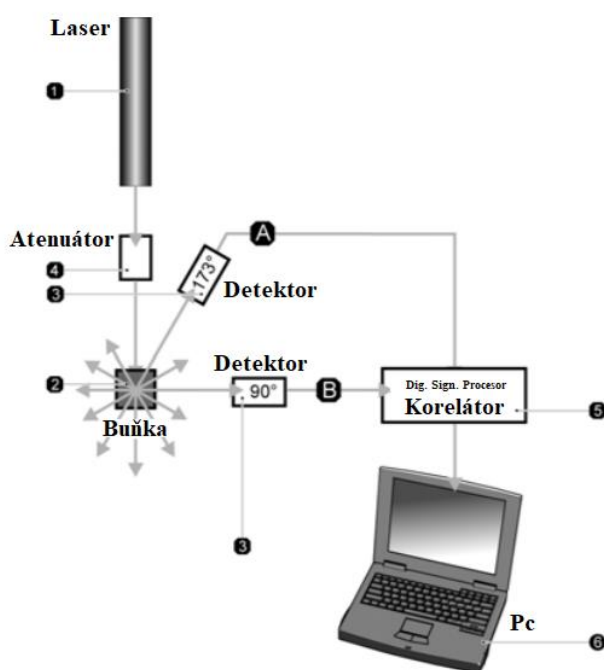 Laser
1
Atenuátor
4
A
3
173°
Detektor
Detektor
2
90°
B
Dig. Sign. Procesor
Korelátor
5
Buňka
3
Pc
6